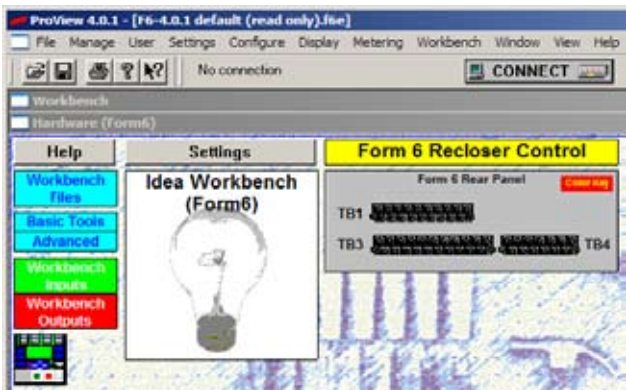 ProView 4.0.1 - [F6-4.0.1 default (read only).f6e]
File Manage User Settings Configure Display Metering Workbench Window View Help
No connection CONNECT
Workbench
Hardware (Form6)
Help Settings Form 6 Recloser Control
Workbench Files
Basic Tools
Advanced
Workbench Inputs
Workbench Outputs
Idea Workbench
(Form6)
Form 6 Rear Panel Color Key
TB1
TB3 TB4